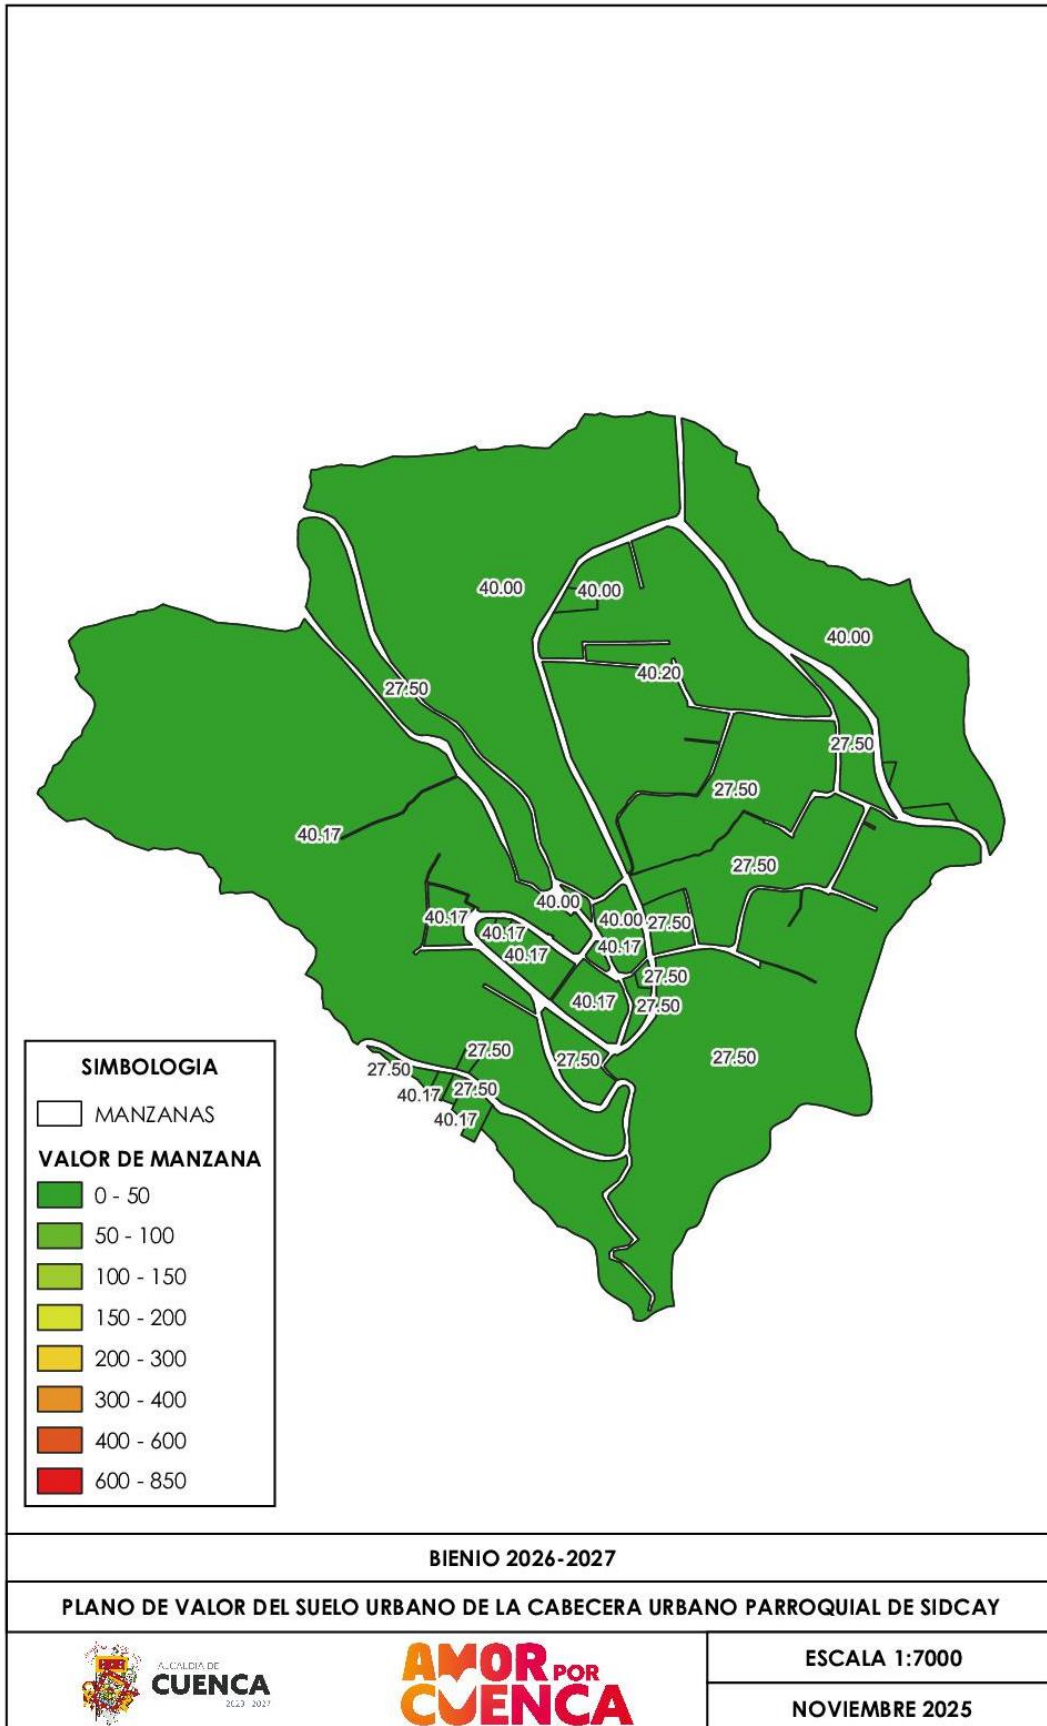 40.00
40.00
40.00
40.20
27.50
27.50
27.50
40.17
27.50
40.00
40.17
40.00
27.50
40.17
40.17
40.17
27.50
40.17
27.50
27.50
27.50
27.50
27.50
40.17
27.50
40.17
SIMBOLOGIA
MANZANAS
VALOR DE MANZANA
0 - 50
50 - 100
100 - 150
150 - 200
200 - 300
300 - 400
400 - 600
600 - 850
BIENIO 2026-2027
PLANO DE VALOR DEL SUELO URBANO DE LA CABECERA URBANO PARROQUIAL DE SIDCAY
ALCALDÍA DE
CUENCA
2023 - 2027
AMOR POR
CUENCA
ESCALA 1:7000
NOVIEMBRE 2025